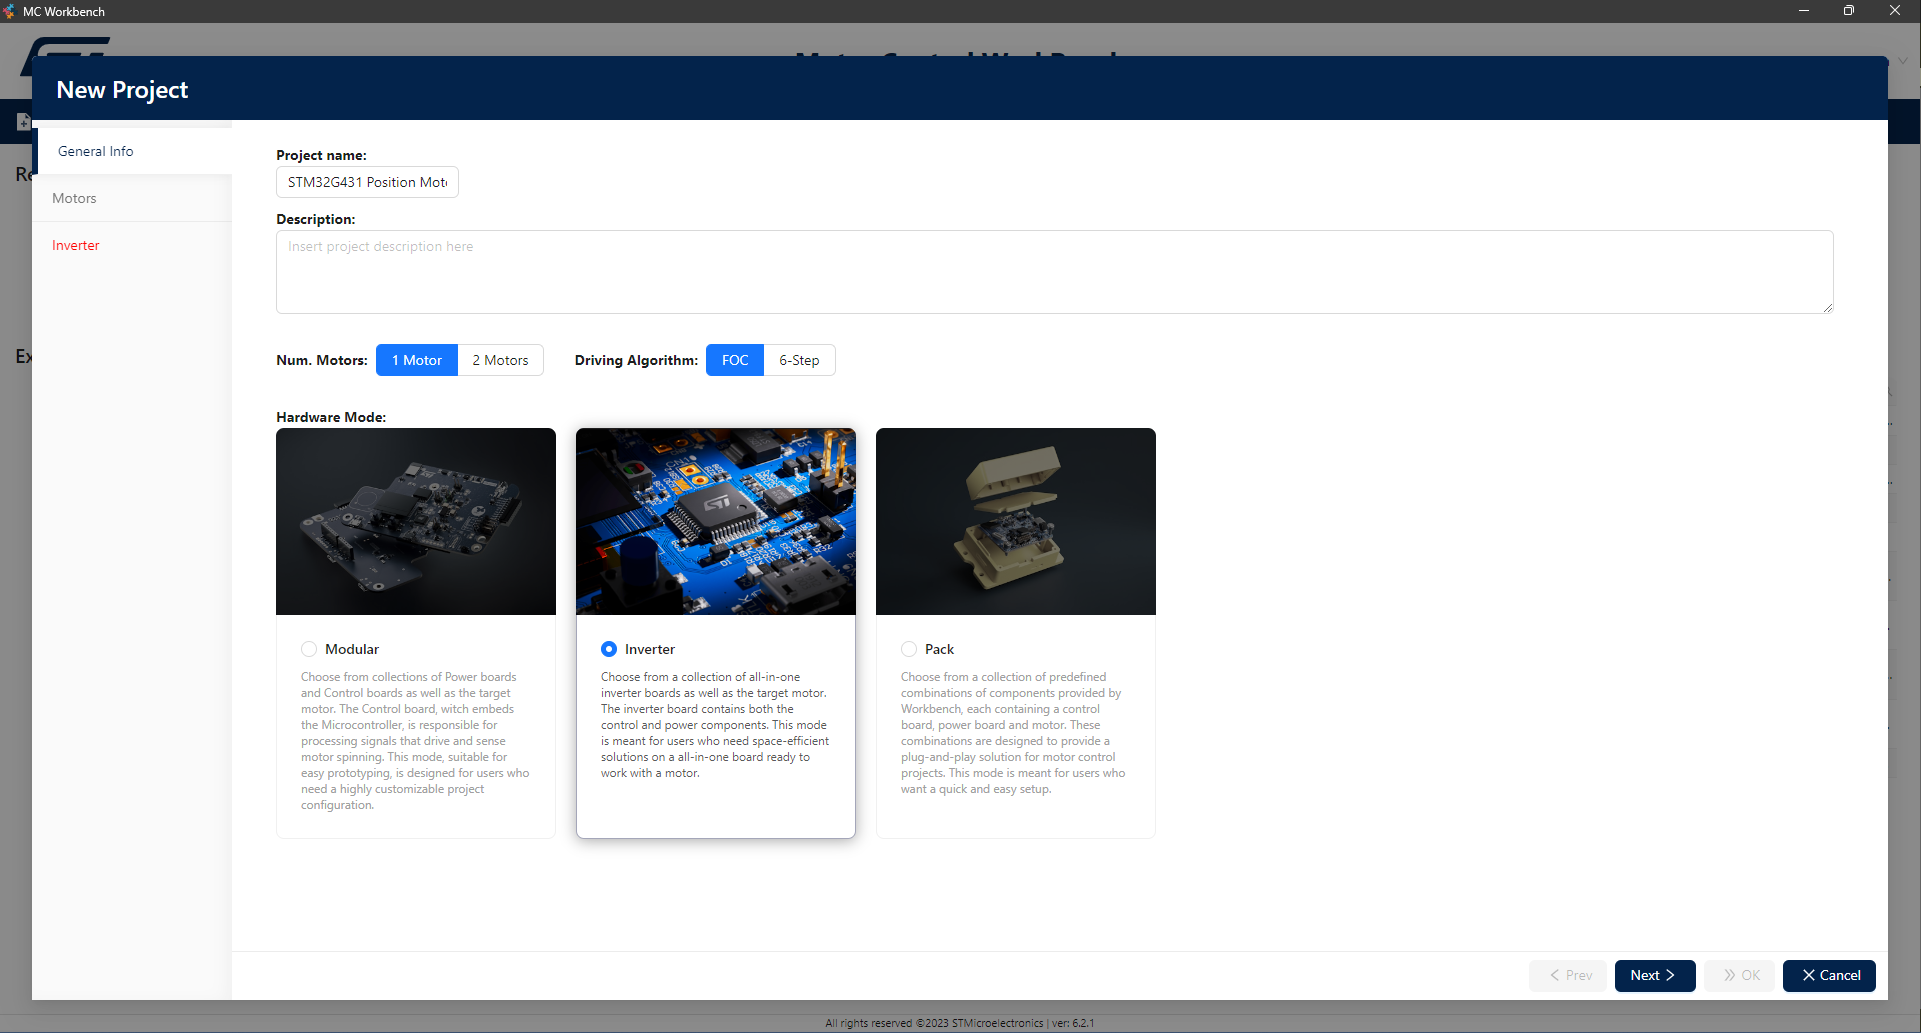 MC Workbench
New Project
General Info
Motors
Inverter
Project name:
STM32G431 Position Mot
Description:
Insert project description here
Num. Motors:
1 Motor
2 Motors
Driving Algorithm:
FOC
6-Step
Hardware Mode:
Modular
Choose from collections of Power boards
and Control boards as well as the target
motor. The Control board, witch embeds
the Microcontroller, is responsible for
processing signals that drive and sense
motor spinning. This mode, suitable for
easy prototyping, is designed for users who
need a highly customizable project
configuration.
Inverter
Choose from a collection of all-in-one
inverter boards as well as the target motor.
The inverter board contains both the
control and power components. This mode
is meant for users who need space-efficient
solutions on a all-in-one board ready to
work with a motor.
Pack
Choose from a collection of predefined
combinations of components provided by
Workbench, each containing a control
board, power board and motor. These
combinations are designed to provide a
plug-and-play solution for motor control
projects. This mode is meant for users who
want a quick and easy setup.
Prev
Next
OK
Cancel
All rights reserved ©2023 STMicroelectronics | ver: 6.2.1